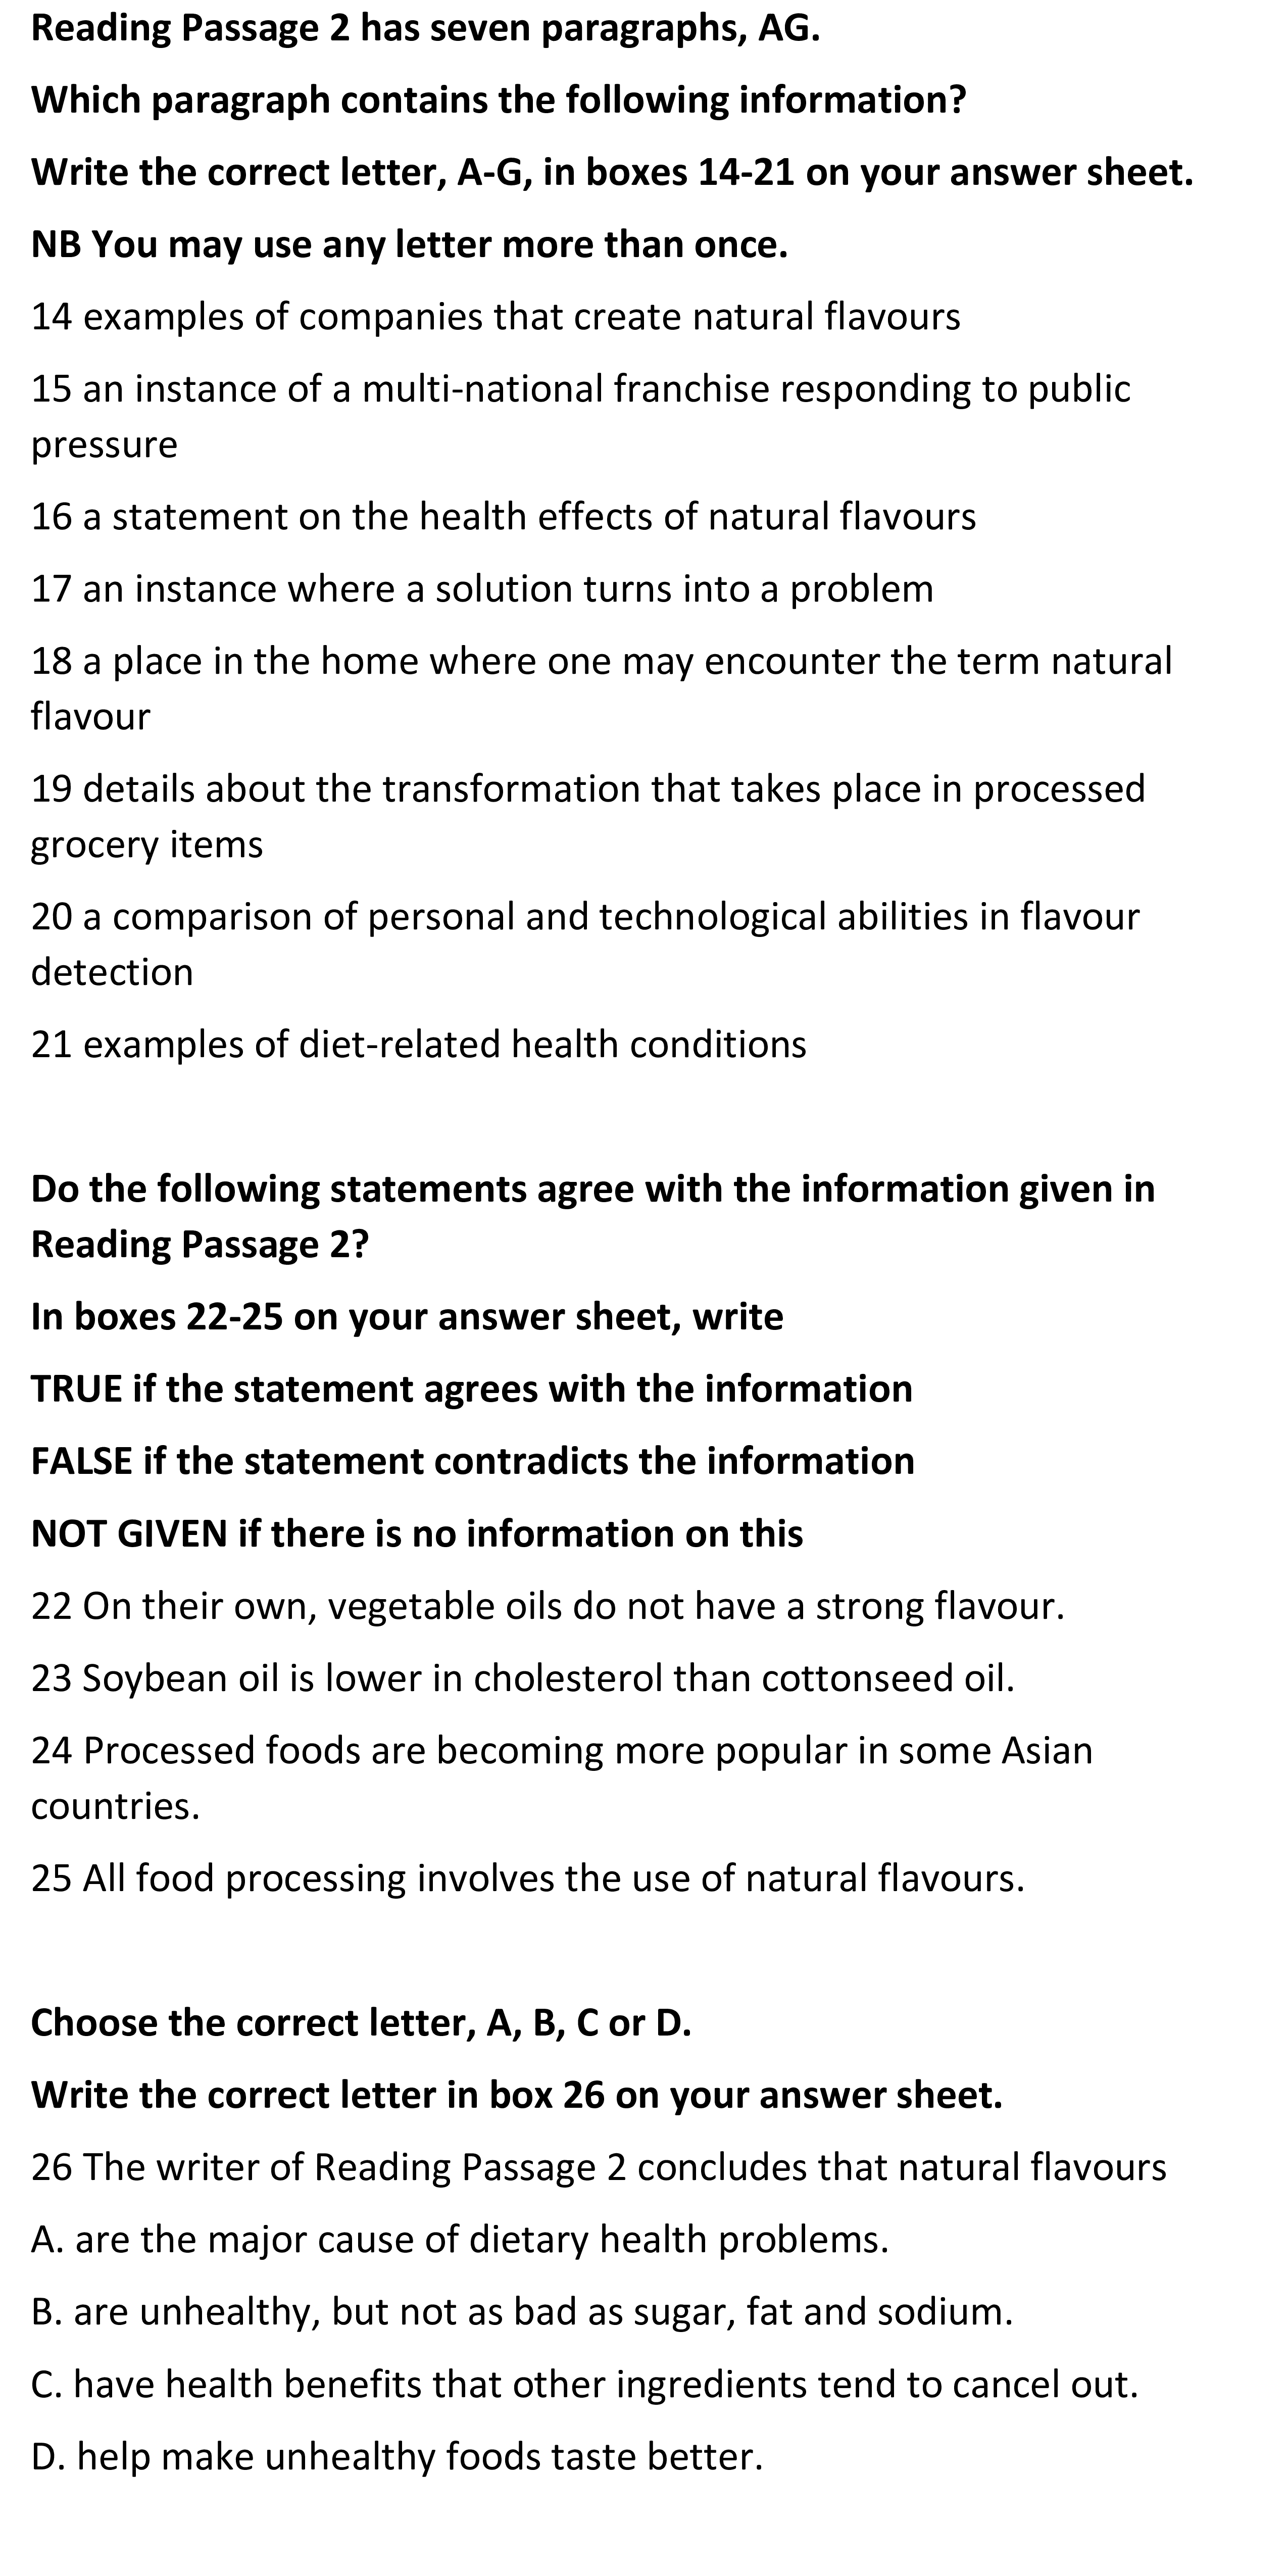 Reading Passage 2 has seven paragraphs, AG.
Which paragraph contains the following information?
Write the correct letter, A-G, in boxes 14-21 on your answer sheet.
NB You may use any letter more than once.
14 examples of companies that create natural flavours
15 an instance of a multi-national franchise responding to public
pressure
16 a statement on the health effects of natural flavours
17 an instance where a solution turns into a problem
18 a place in the home where one may encounter the term natural
flavour
19 details about the transformation that takes place in processed
grocery items
20 a comparison of personal and technological abilities in flavour
detection
21 examples of diet-related health conditions
Do the following statements agree with the information given in
Reading Passage 2?
In boxes 22-25 on your answer sheet, write
TRUE if the statement agrees with the information
FALSE if the statement contradicts the information
NOT GIVEN if there is no information on this
22 On their own, vegetable oils do not have a strong flavour.
23 Soybean oil is lower in cholesterol than cottonseed oil.
24 Processed foods are becoming more popular in some Asian
countries.
25 All food processing involves the use of natural flavours.
Choose the correct letter, A, B, C or D.
Write the correct letter in box 26 on your answer sheet.
26 The writer of Reading Passage 2 concludes that natural flavours
A. are the major cause of dietary health problems.
B. are unhealthy, but not as bad as sugar, fat and sodium.
C. have health benefits that other ingredients tend to cancel out.
D. help make unhealthy foods taste better.